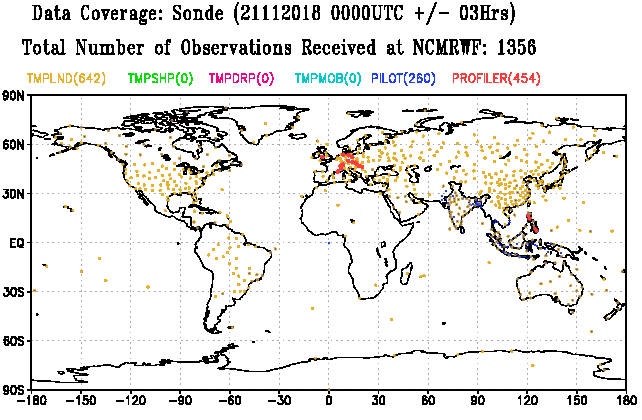 Data Coverage: Sonde (21112018 0000UTC +/- 03Hrs)
Total Number of Observations Received at NCMRWF: 1356
TMPLND(642) TMPSHP(0) TMPDRP(0) TMPMOB(0) PILOT(260) PROFILER(454)
90N
60N
30N
EQ
30S
60S
90S
-180 -150 -120 -90 -60 -30 0 30 60 90 120 150 180